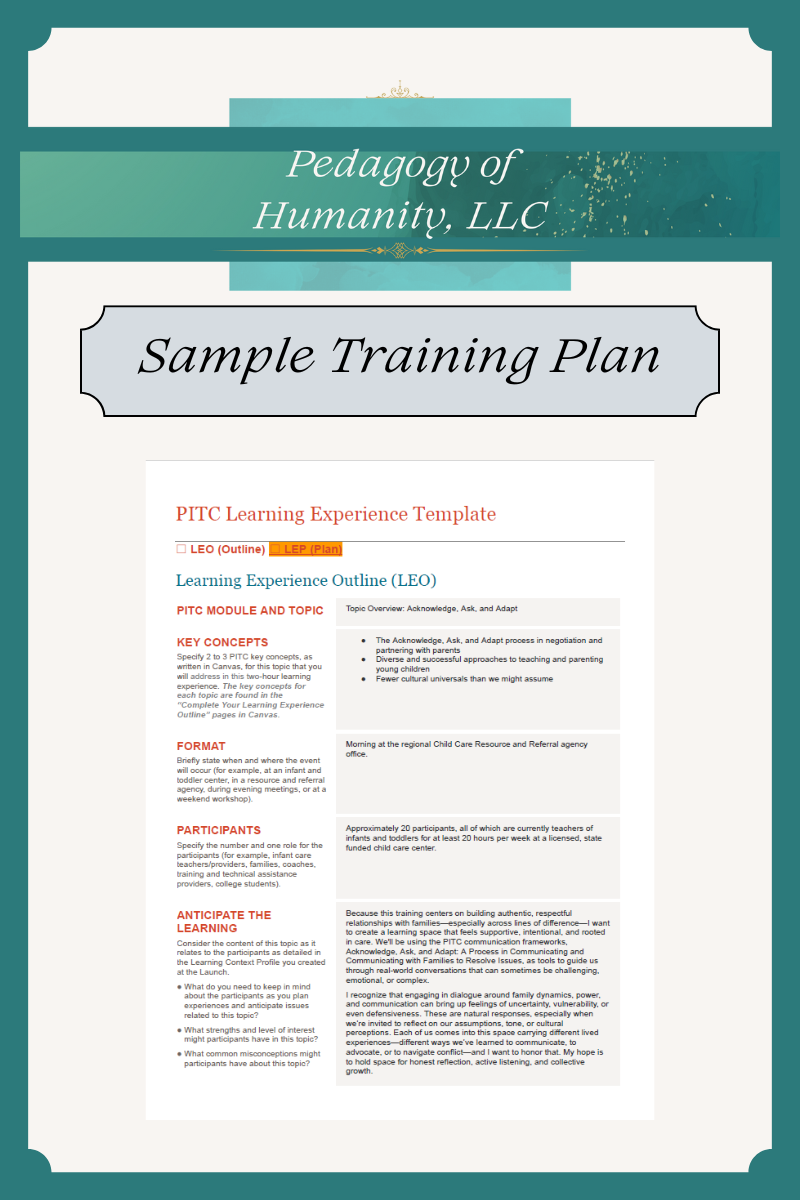 Pedagogy of
Humanity, LLC
Sample Training Plan
PITC Learning Experience Template
☐ LEO (Outline) ☐ LEP (Plan)
Learning Experience Outline (LEO)
PITC MODULE AND TOPIC
Topic Overview: Acknowledge, Ask, and Adapt
KEY CONCEPTS
Specify 2 to 3 PITC key concepts, as
written in Canvas, for this topic that you
will address in this two-hour learning
experience. The key concepts for
each topic are found in the
"Complete Your Learning Experience
Outline" pages in Canvas.
● The Acknowledge, Ask, and Adapt process in negotiation and
partnering with parents
● Diverse and successful approaches to teaching and parenting
young children
● Fewer cultural universals than we might assume
FORMAT
Briefly state when and where the event
will occur (for example, at an infant and
toddler center, in a resource and referral
agency, during evening meetings, or at a
weekend workshop).
Morning at the regional Child Care Resource and Referral agency
office.
PARTICIPANTS
Specify the number and one role for the
participants (for example, infant care
teachers/providers, families, coaches,
training and technical assistance
providers, college students).
Approximately 20 participants, all of which are currently teachers of
infants and toddlers for at least 20 hours per week at a licensed, state
funded child care center.
ANTICIPATE THE
LEARNING
Consider the content of this topic as it
relates to the participants as detailed in
the Learning Context Profile you created
at the Launch.
● What do you need to keep in mind
about the participants as you plan
experiences and anticipate issues
related to this topic?
● What strengths and level of interest
might participants have in this topic?
● What common misconceptions might
participants have about this topic?
Because this training centers on building authentic, respectful
relationships with families—especially across lines of difference—I want
to create a learning space that feels supportive, intentional, and rooted
in care. We'll be using the PITC communication frameworks,
Acknowledge, Ask, and Adapt: A Process in Communicating and
Communicating with Families to Resolve Issues, as tools to guide us
through real-world conversations that can sometimes be challenging,
emotional, or complex.
I recognize that engaging in dialogue around family dynamics, power,
and communication can bring up feelings of uncertainty, vulnerability, or
even defensiveness. These are natural responses, especially when
we're invited to reflect on our assumptions, tone, or cultural
perceptions. Each of us comes into this space carrying different lived
experiences—different ways we've learned to communicate, to
advocate, or to navigate conflict—and I want to honor that. My hope is
to hold space for honest reflection, active listening, and collective
growth.